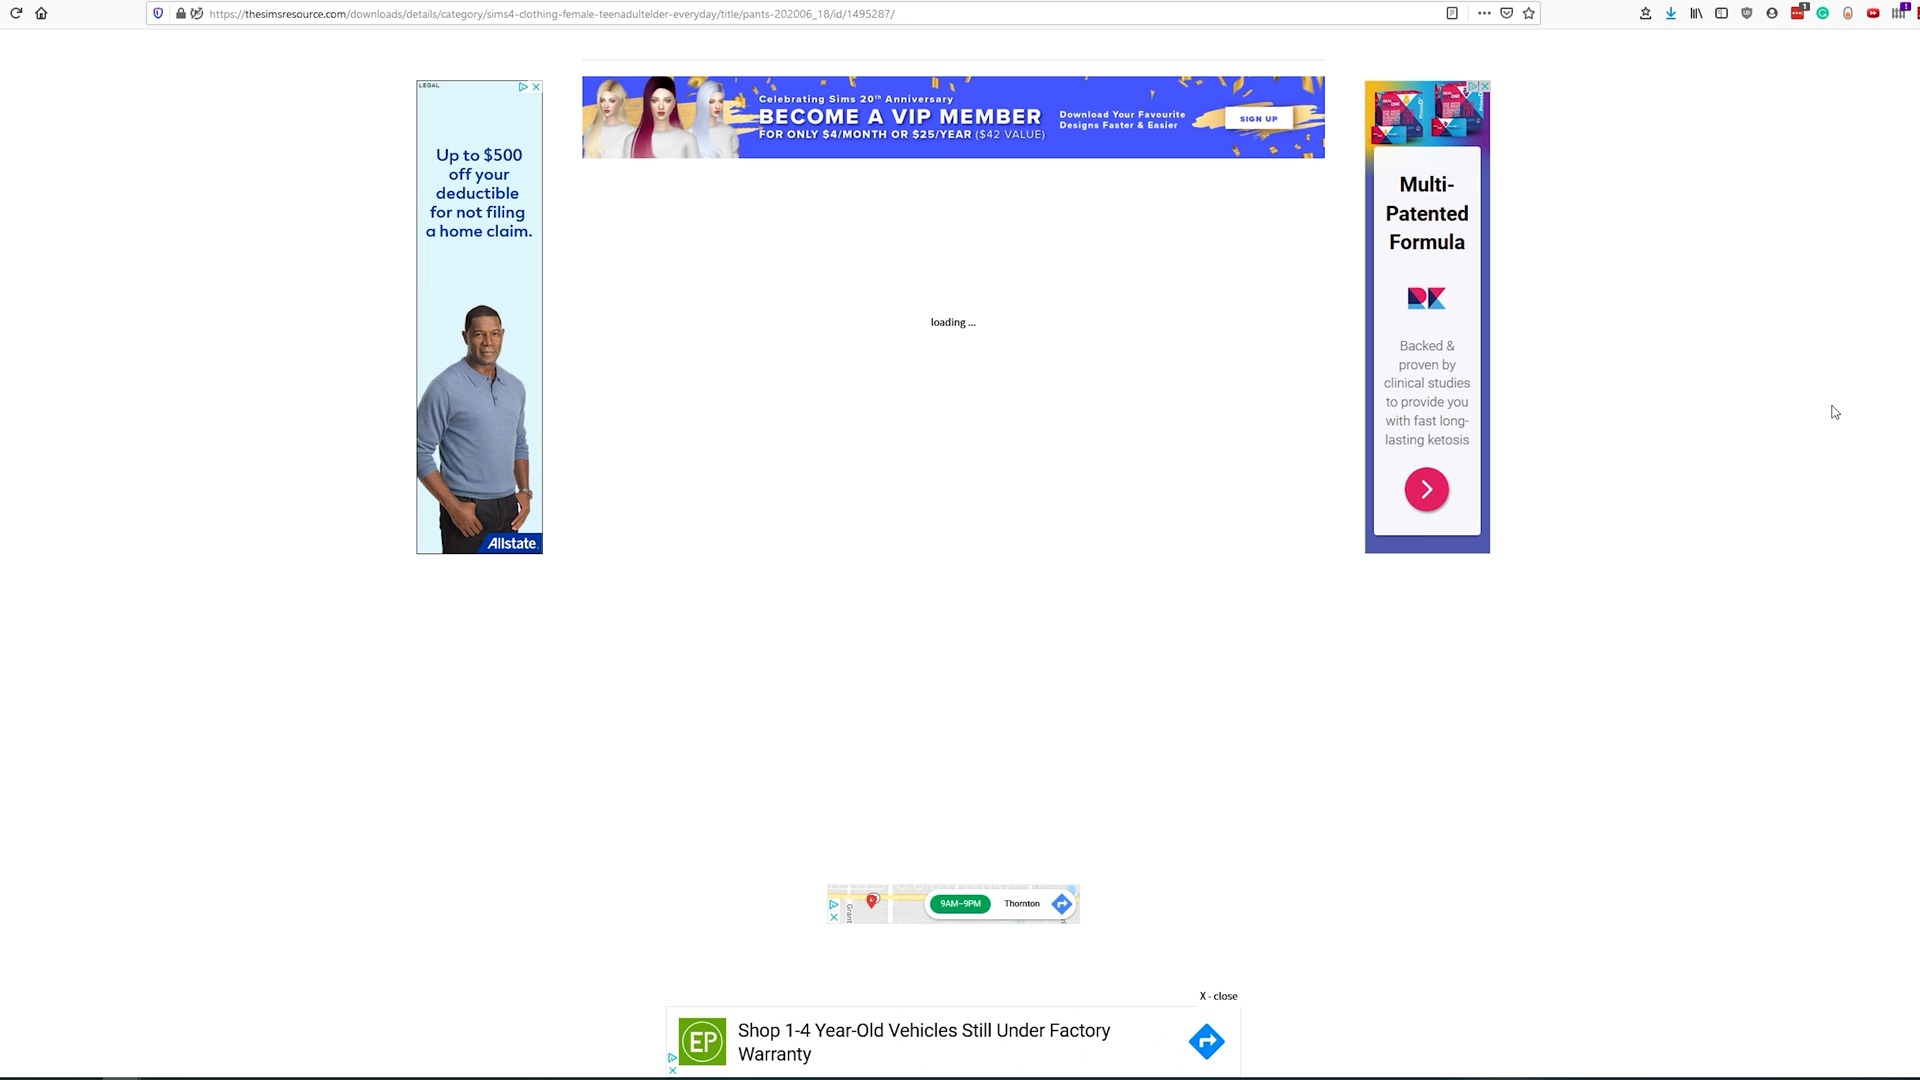 https://thesimsresource.com/downloads/details/category/sims4-clothing-female-teenadultelder-everyday/title/pants-202006_18/id/1495287/
LEGAL
Up to $500
off your
deductible
for not filing
a home claim.
Allstate
Celebrating Sims 20th Anniversary
BECOME A VIP MEMBER
FOR ONLY $4/MONTH OR $25/YEAR ($42 VALUE)
Download Your Favourite
Designs Faster & Easier
SIGN UP
loading ...
Multi-
Patented
Formula
Backed &
proven by
clinical studies
to provide you
with fast long-
lasting ketosis
Grant
9AM–9PM
Thornton
X - close
EP
Shop 1-4 Year-Old Vehicles Still Under Factory
Warranty